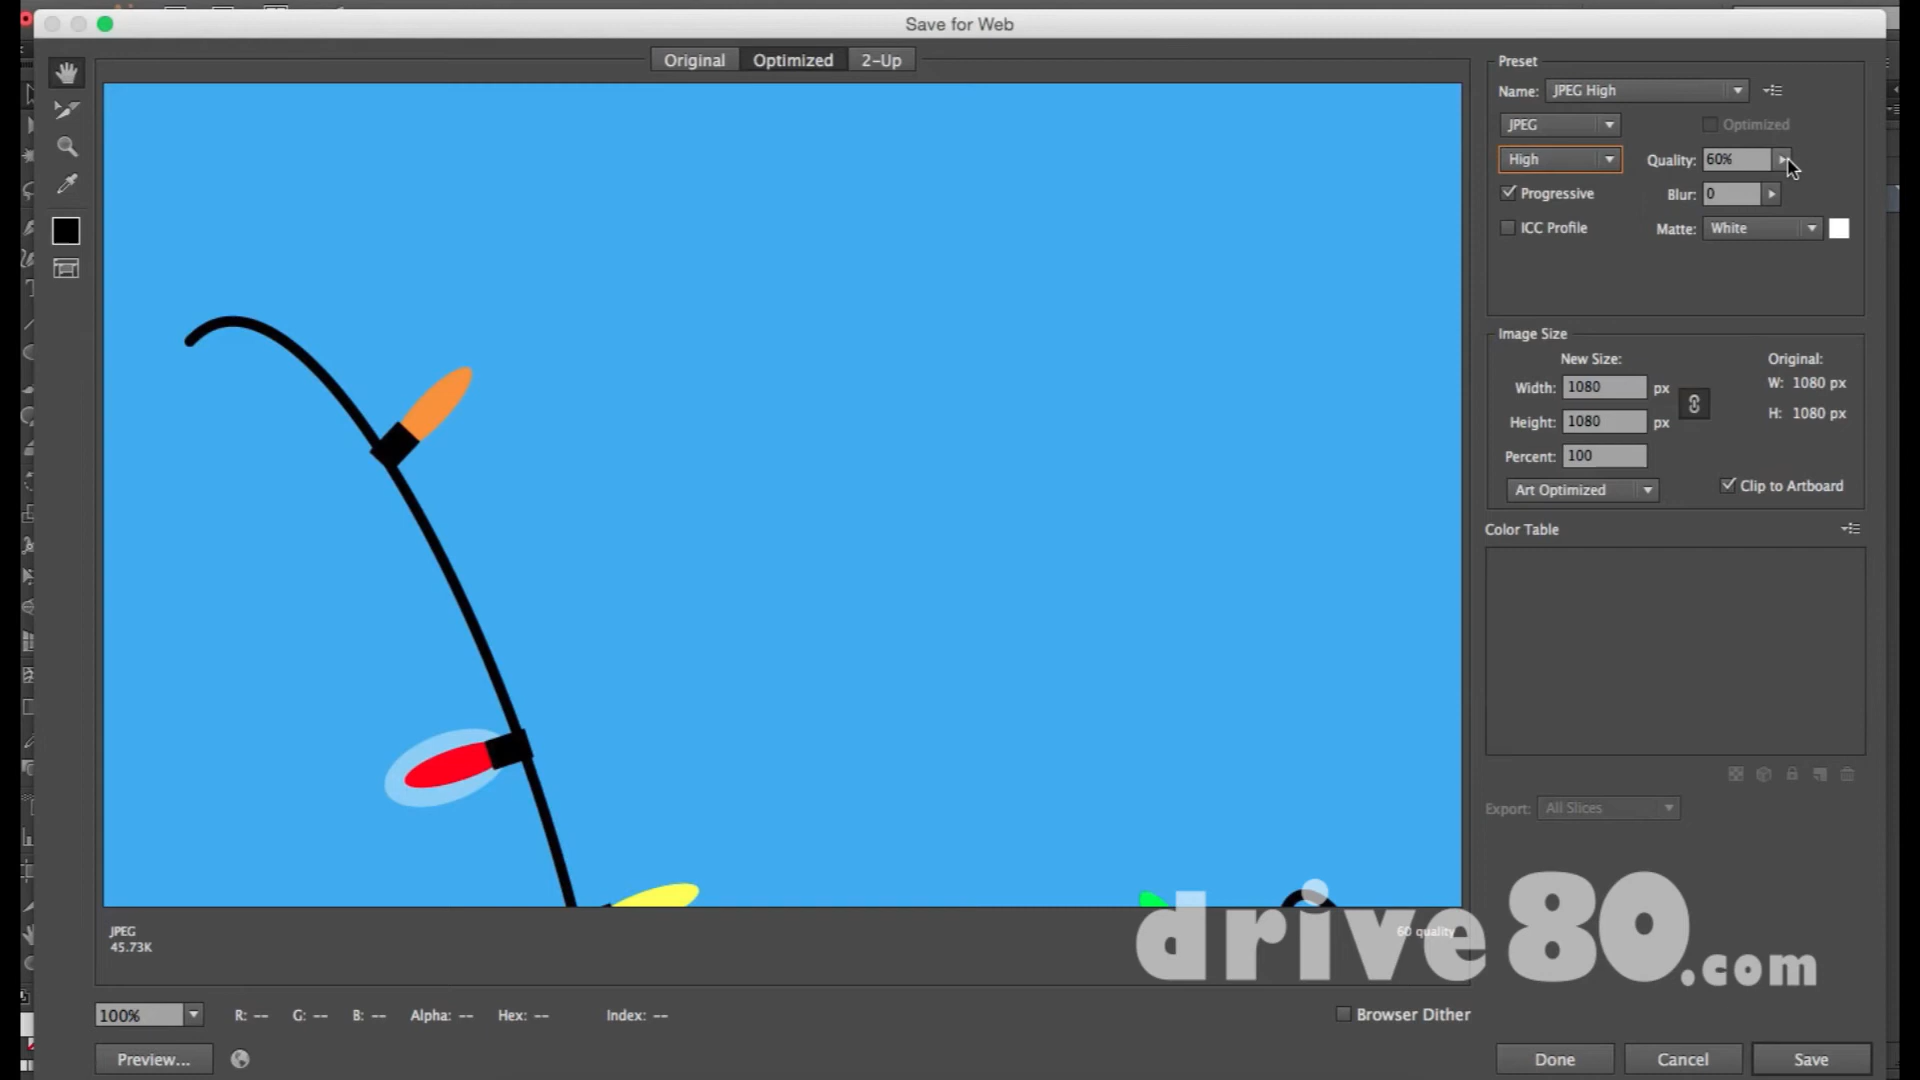 Save for Web
Original Optimized 2-Up
Preset
Name: JPEG High
JPEG Optimized
High Quality: 60%
Progressive Blur: 0
ICC Profile Matte: White
Image Size
New Size: Original:
Width: 1080 px W: 1080 px
Height: 1080 px H: 1080 px
Percent: 100
Art Optimized Clip to Artboard
Color Table
Export: All Slices
JPEG
45.73K
60 quality
drive80.com
100% R: -- G: -- B: -- Alpha: -- Hex: -- Index: -- Browser Dither
Preview... Done Cancel Save